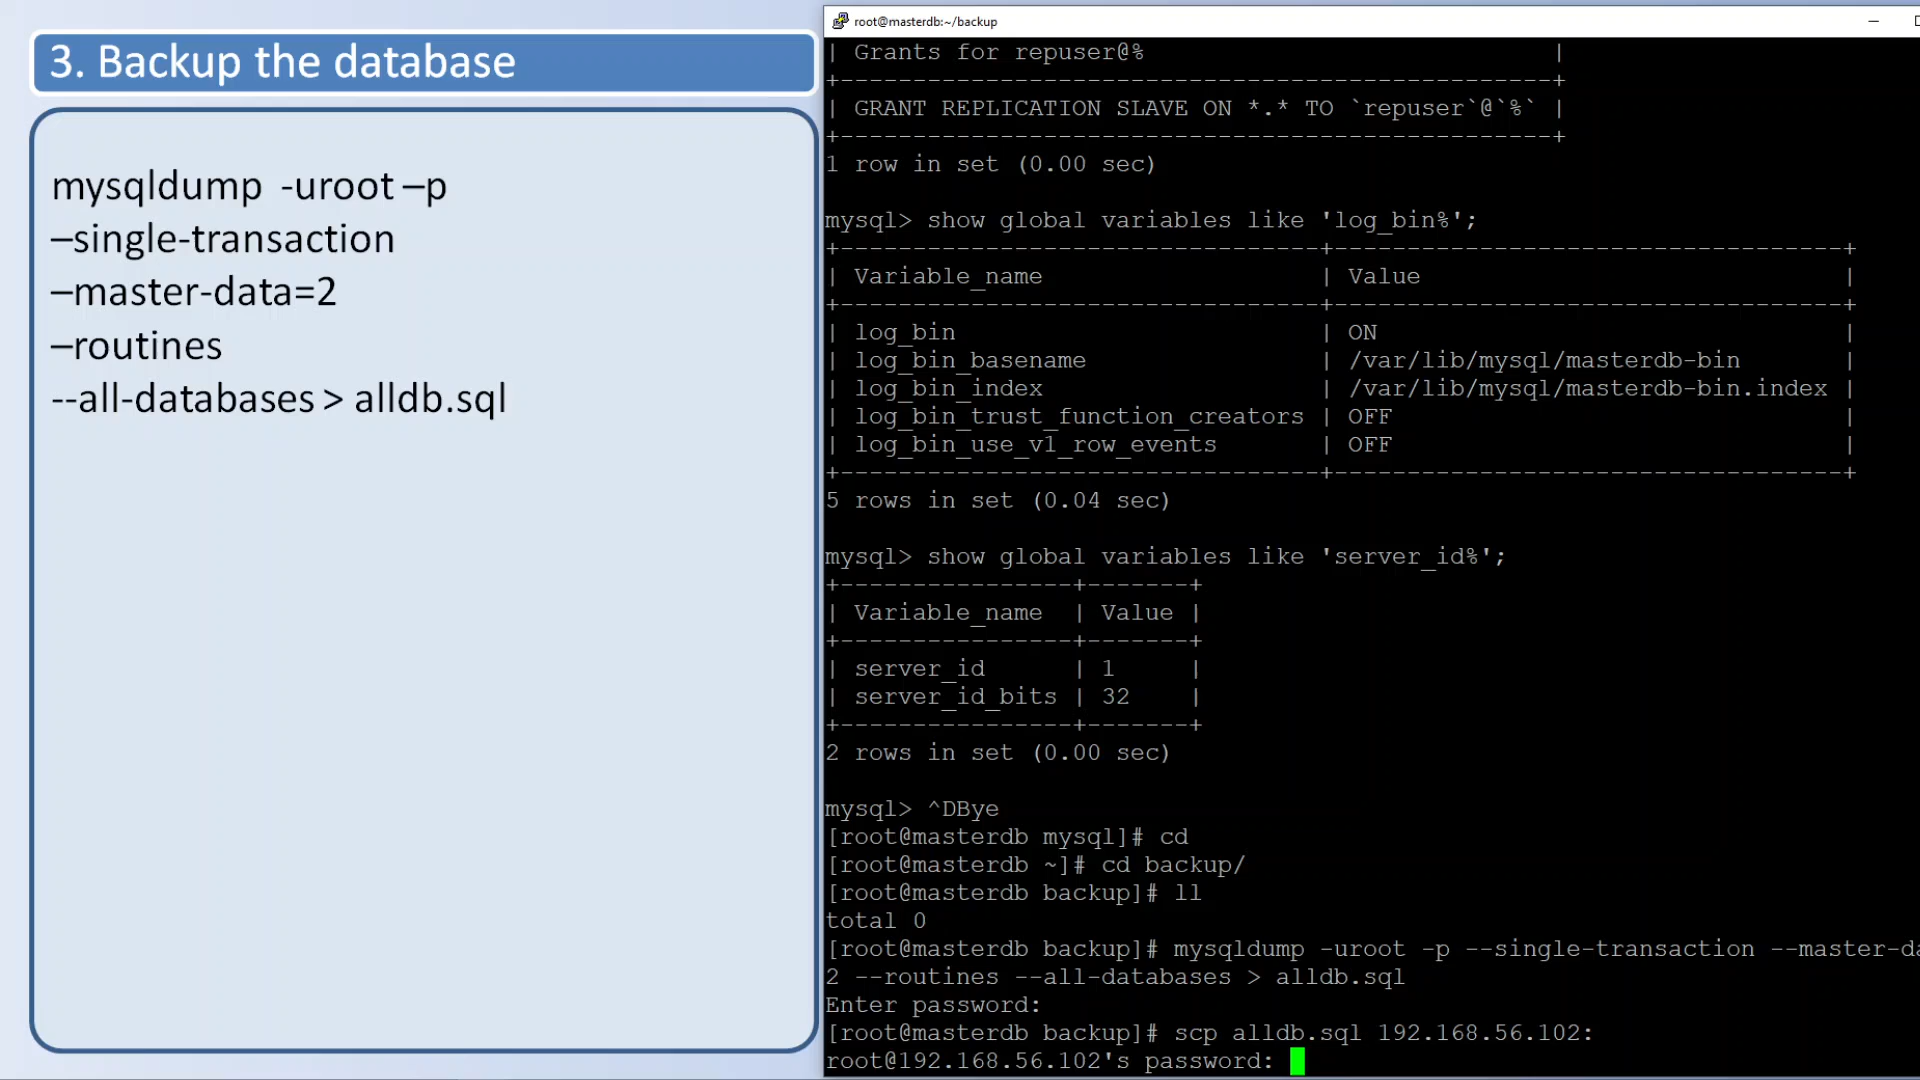 3. Backup the database
mysqldump -uroot –p
–single-transaction
–master-data=2
–routines
--all-databases > alldb.sql
root@masterdb:~/backup
| Grants for repuser@% |
+--------------------------------------------------+
| GRANT REPLICATION SLAVE ON *.* TO `repuser`@`%` |
+--------------------------------------------------+
1 row in set (0.00 sec)
mysql> show global variables like 'log_bin%';
+---------------------------------+-----------------------------------+
| Variable_name | Value |
+---------------------------------+-----------------------------------+
| log_bin | ON |
| log_bin_basename | /var/lib/mysql/masterdb-bin |
| log_bin_index | /var/lib/mysql/masterdb-bin.index |
| log_bin_trust_function_creators | OFF |
| log_bin_use_v1_row_events | OFF |
+---------------------------------+-----------------------------------+
5 rows in set (0.04 sec)
mysql> show global variables like 'server_id%';
+----------------+-------+
| Variable_name | Value |
+----------------+-------+
| server_id | 1 |
| server_id_bits | 32 |
+----------------+-------+
2 rows in set (0.00 sec)
mysql> ^DBye
[root@masterdb mysql]# cd
[root@masterdb ~]# cd backup/
[root@masterdb backup]# ll
total 0
[root@masterdb backup]# mysqldump -uroot -p --single-transaction --master-da
2 --routines --all-databases > alldb.sql
Enter password:
[root@masterdb backup]# scp alldb.sql 192.168.56.102:
root@192.168.56.102's password: